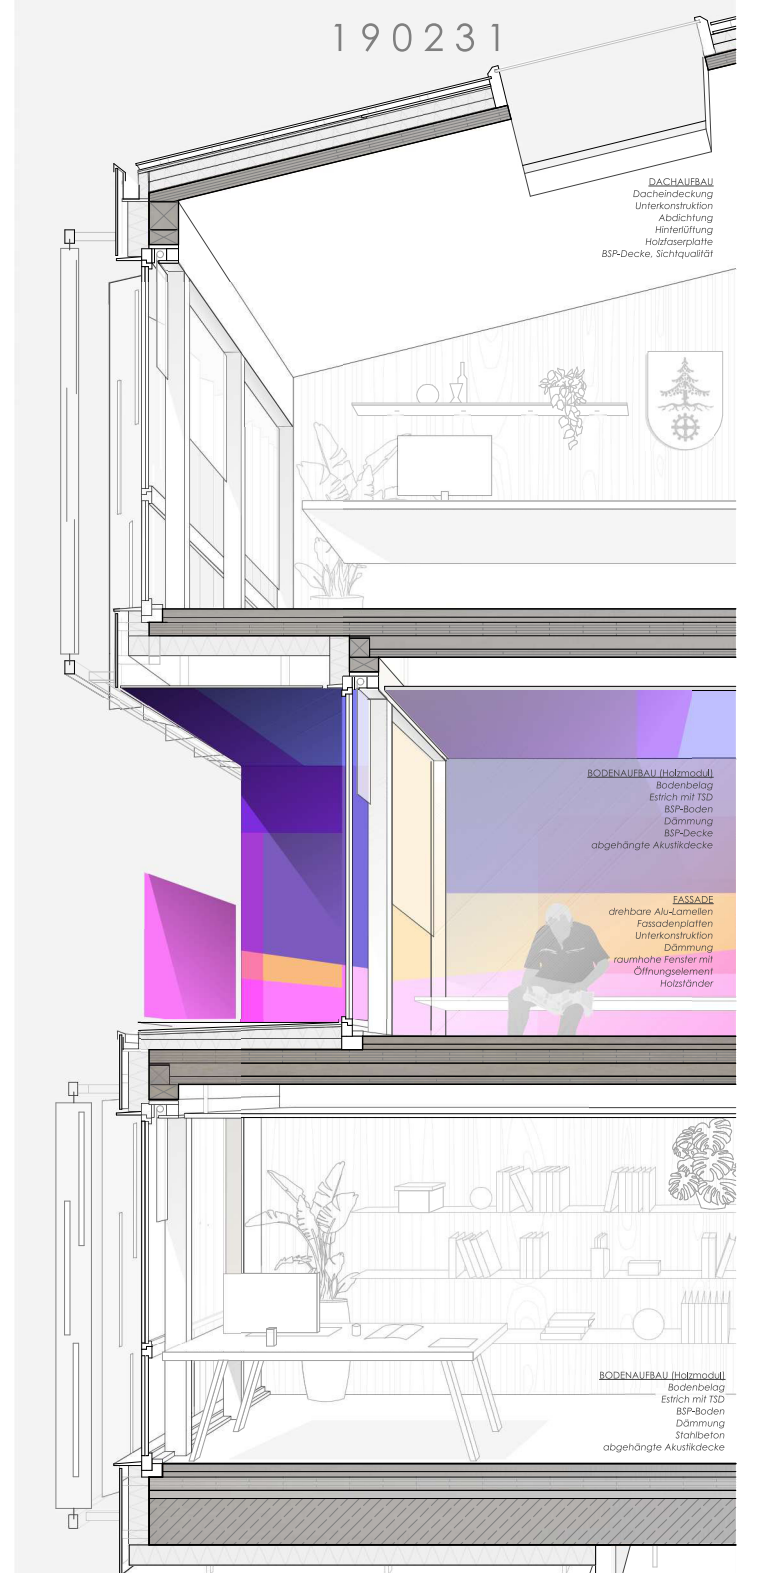 190231
DACHAUFBAU
Dacheindeckung
Unterkonstruktion
Abdichtung
Hinterlüftung
Holzfaserplatte
BSP-Decke, Sichtqualität
BODENAUFBAU (Holzmodul)
Bodenbelag
Estrich mit TSD
BSP-Boden
Dämmung
BSP-Decke
abgehängte Akustikdecke
FASSADE
drehbare Alu-Lamellen
Fassadenplatten
Unterkonstruktion
Dämmung
raumhohe Fenster mit
Öffnungselement
Holzständer
BODENAUFBAU (Holzmodul)
Bodenbelag
Estrich mit TSD
BSP-Boden
Dämmung
Stahlbeton
abgehängte Akustikdecke